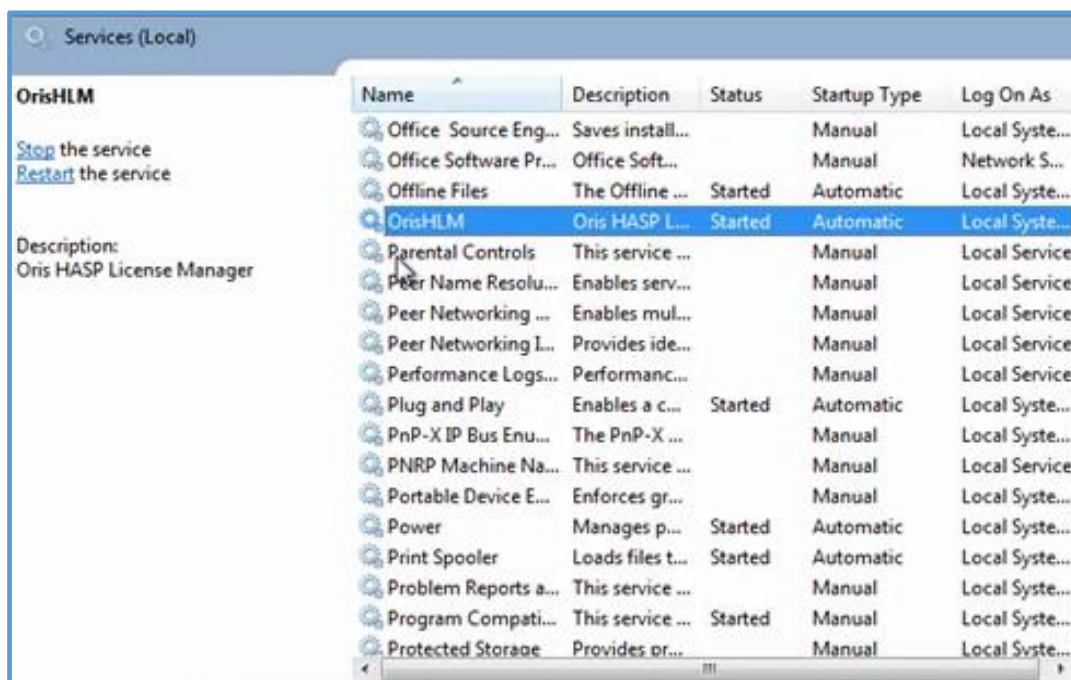 Services (Local)
OrisHLM
Stop the service
Restart the service
Description:
Oris HASP License Manager
Name Description Status Startup Type Log On As
Office Source Eng... Saves install... Manual Local Syste...
Office Software Pr... Office Soft... Manual Network S...
Offline Files The Offline ... Started Automatic Local Syste...
OrisHLM Oris HASP L... Started Automatic Local Syste...
Parental Controls This service ... Manual Local Service
Peer Name Resolu... Enables serv... Manual Local Service
Peer Networking ... Enables mul... Manual Local Service
Peer Networking I... Provides ide... Manual Local Service
Performance Logs... Performanc... Manual Local Service
Plug and Play Enables a c... Started Automatic Local Syste...
PnP-X IP Bus Enu... The PnP-X ... Manual Local Syste...
PNRP Machine Na... This service ... Manual Local Service
Portable Device E... Enforces gr... Manual Local Syste...
Power Manages p... Started Automatic Local Syste...
Print Spooler Loads files t... Started Automatic Local Syste...
Problem Reports a... This service ... Manual Local Syste...
Program Compati... This service ... Started Manual Local Syste...
Protected Storage Provides pr... Manual Local Syste...